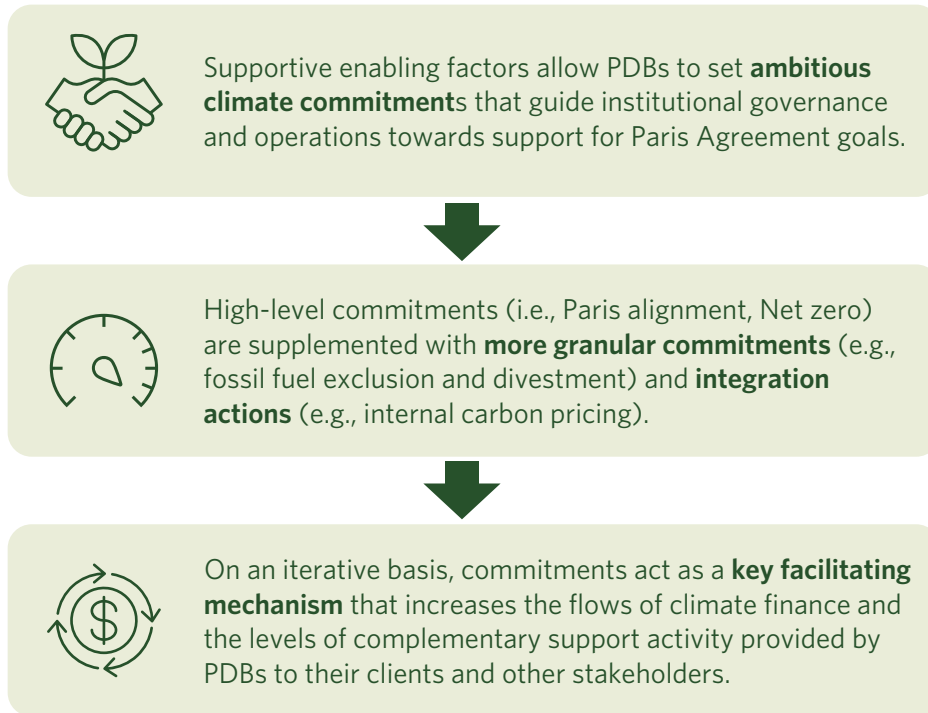 Supportive enabling factors allow PDBs to set ambitious
climate commitments that guide institutional governance
and operations towards support for Paris Agreement goals.
High-level commitments (i.e., Paris alignment, Net zero)
are supplemented with more granular commitments (e.g.,
fossil fuel exclusion and divestment) and integration
actions (e.g., internal carbon pricing).
$
On an iterative basis, commitments act as a key facilitating
mechanism that increases the flows of climate finance and
the levels of complementary support activity provided by
PDBs to their clients and other stakeholders.